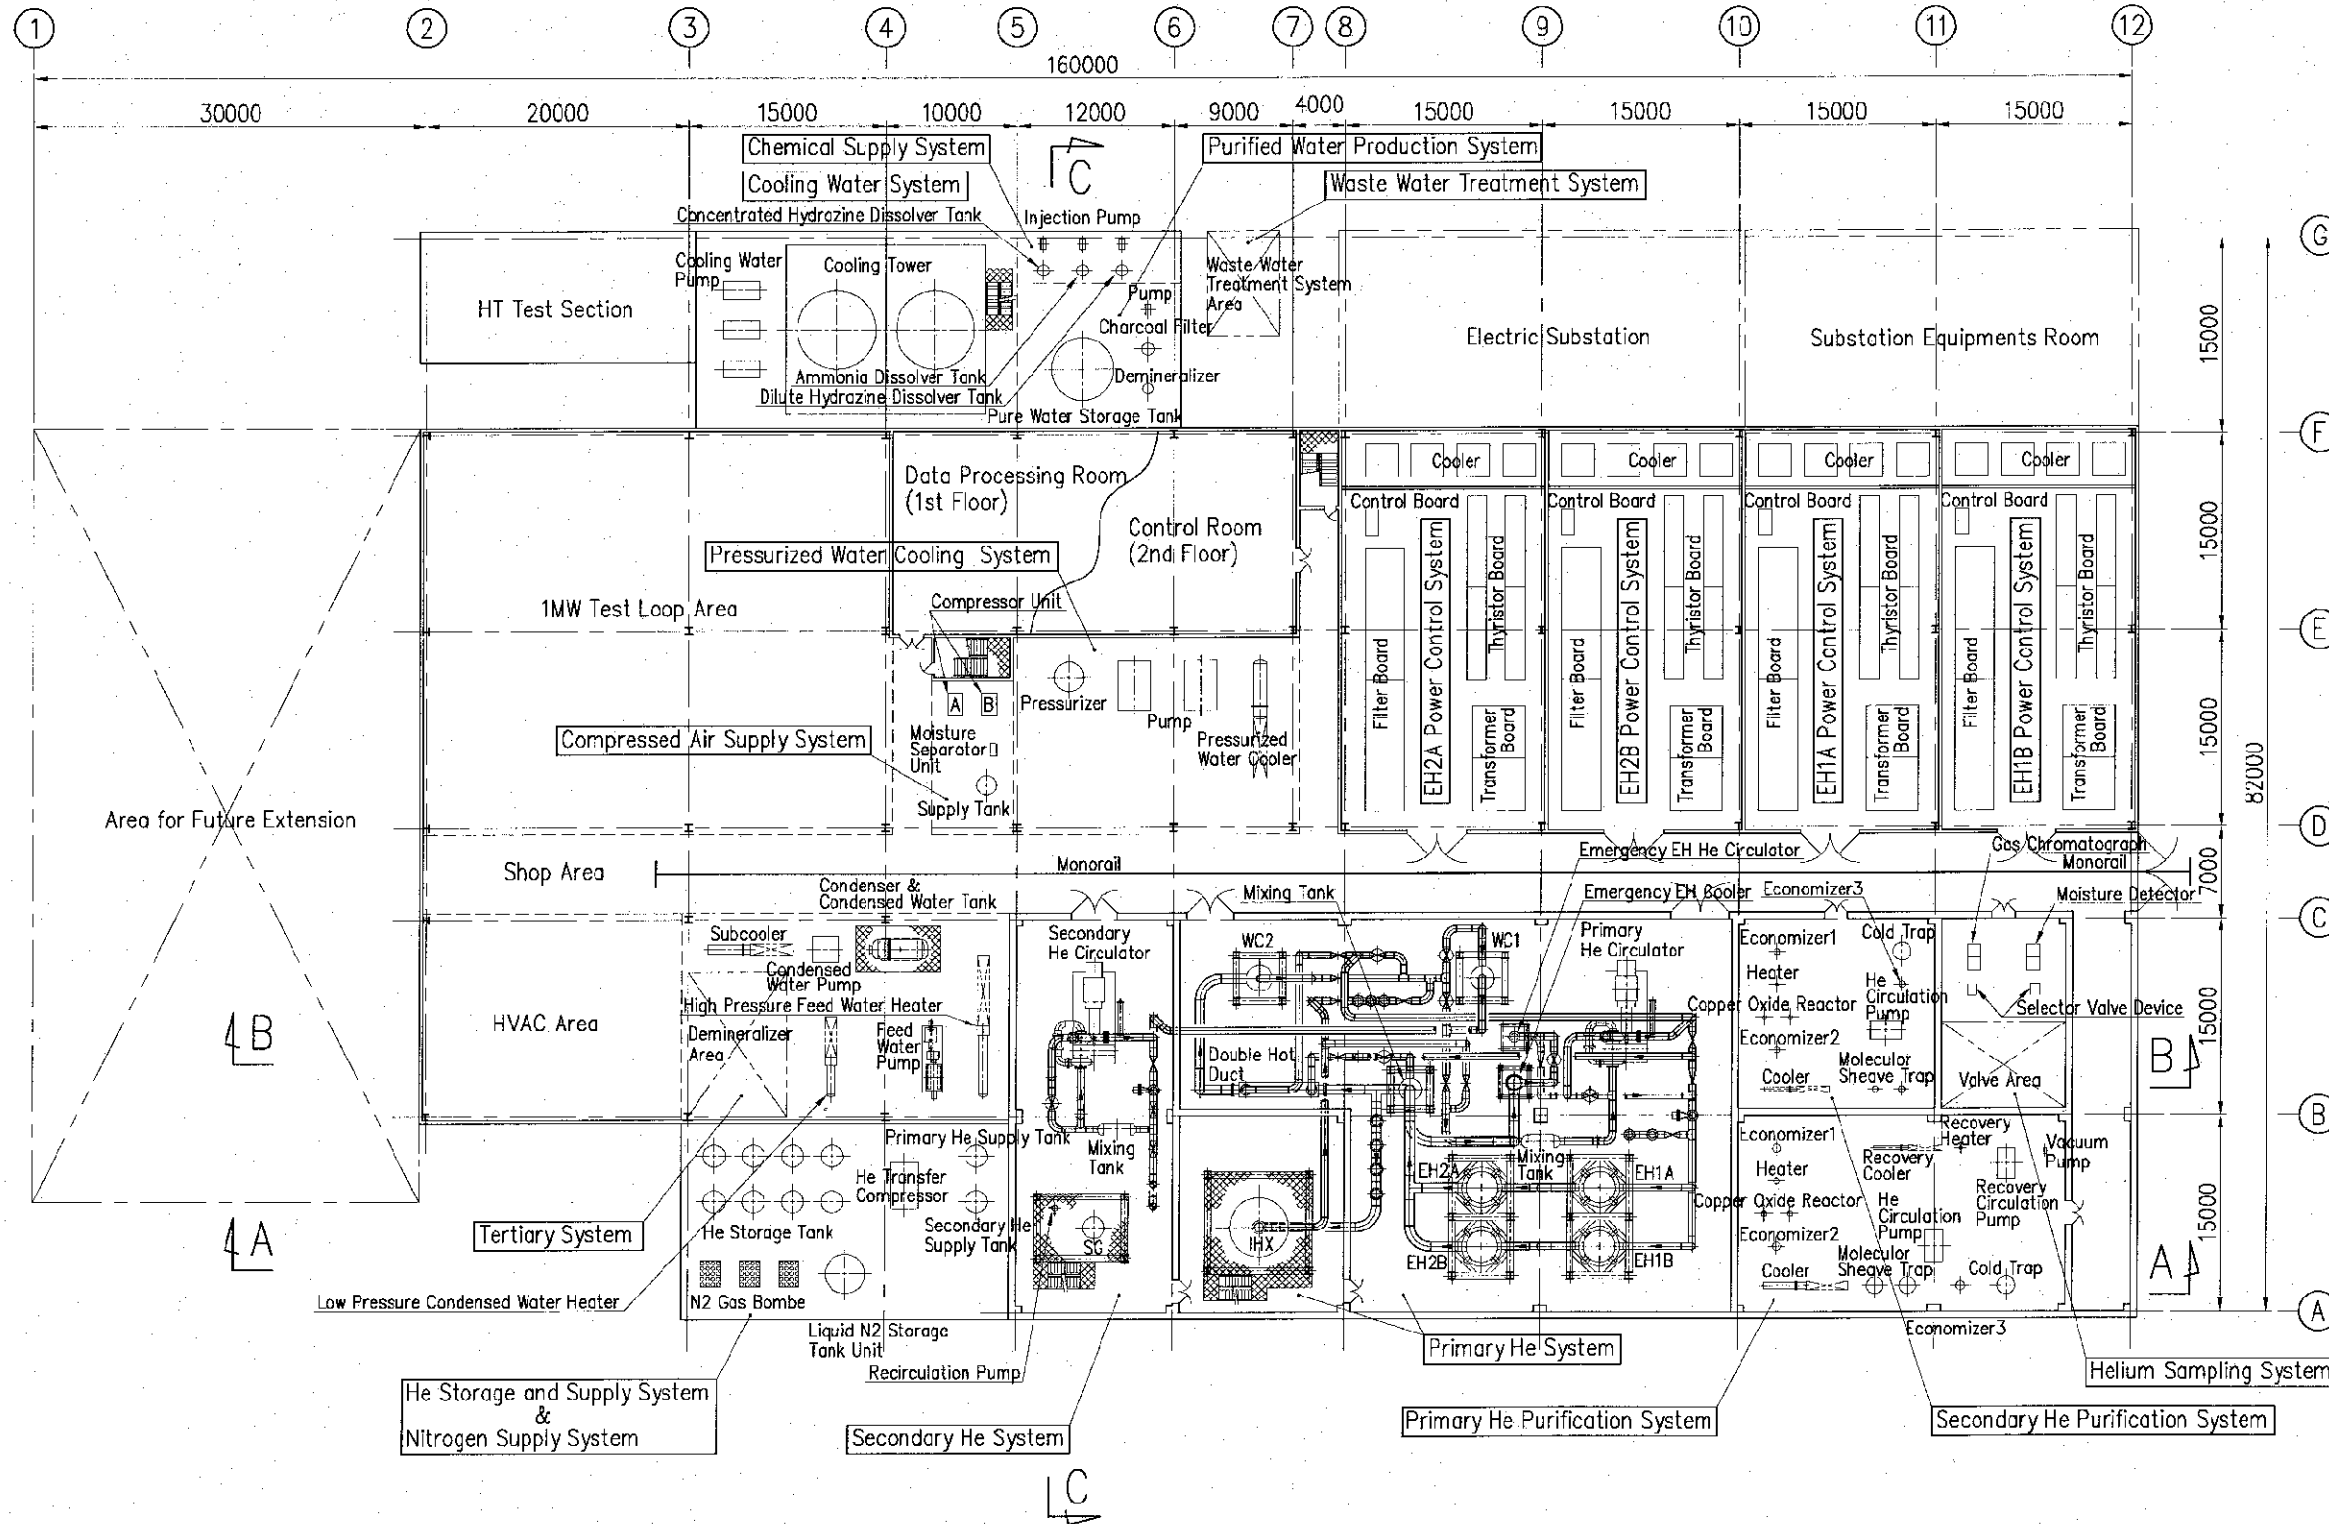 1 2 3 4 5 6 7 8 9 10 11 12
160000
30000 20000 15000 10000 12000 9000 4000 15000 15000 15000 15000
Chemical Supply System
C
Purified Water Production System
Cooling Water System
Waste Water Treatment System
Concentrated Hydrazine Dissolver Tank
Injection Pump
G
Cooling Water
Pump
Cooling Tower
Waste Water
Treatment System
Area
HT Test Section
Pump
Charcoal Filter
Electric Substation
Substation Equipments Room
15000
Ammonia Dissolver Tank
Demineralizer
Dilute Hydrazine Dissolver Tank
Pure Water Storage Tank
F
Data Processing Room
(1st Floor)
Control Room
(2nd Floor)
Cooler
Cooler
Cooler
Cooler
Control Board
Control Board
Control Board
Control Board
15000
Pressurized Water Cooling System
1MW Test Loop Area
Compressor Unit
E
Filter Board
EH2A Power Control System
Thyristor Board
Transformer
Board
Filter Board
EH2B Power Control System
Thyristor Board
Transformer
Board
Filter Board
EH1A Power Control System
Thyristor Board
Transformer
Board
Filter Board
EH1B Power Control System
Thyristor Board
Transformer
Board
A
B
Pressurizer
Pump
Pressurized
Water Cooler
Compressed Air Supply System
Moisture
Separator
Unit
Supply Tank
15000
82000
Area for Future Extension
D
Shop Area
Monorail
Emergency EH He Circulator
Gas Chromatograph
Monorail
7000
Condenser &
Condensed Water Tank
Mixing Tank
Emergency EH Cooler
Economizer3
Moisture Detector
C
Subcooler
Condensed
Water Pump
Secondary
He Circulator
WC2
WC1
Primary
He Circulator
Economizer1
Cold Trap
Heater
He
Circulation
Pump
High Pressure Feed Water Heater
Copper Oxide Reactor
Selector Valve Device
HVAC Area
Demineralizer
Area
Feed
Water
Pump
Economizer2
15000
B
B
Double Hot
Duct
Molecular
Sheave Trap
Cooler
Valve Area
B
Primary He Supply Tank
Mixing
Tank
Mixing
Tank
EH2A
EH1A
Economizer1
Recovery
Heater
Vacuum
Pump
Recovery
Cooler
Heater
He Transfer
Compressor
Copper Oxide Reactor
He
Circulation
Pump
Recovery
Circulation
Pump
15000
Tertiary System
He Storage Tank
Secondary He
Supply Tank
SG
IHX
Economizer2
A
A
EH2B
EH1B
Molecular
Sheave Trap
Cooler
Cold Trap
Low Pressure Condensed Water Heater
N2 Gas Bombe
A
Liquid N2 Storage
Tank Unit
Economizer3
Recirculation Pump
Primary He System
Helium Sampling System
He Storage and Supply System
&
Nitrogen Supply System
Secondary He System
Primary He Purification System
Secondary He Purification System
C